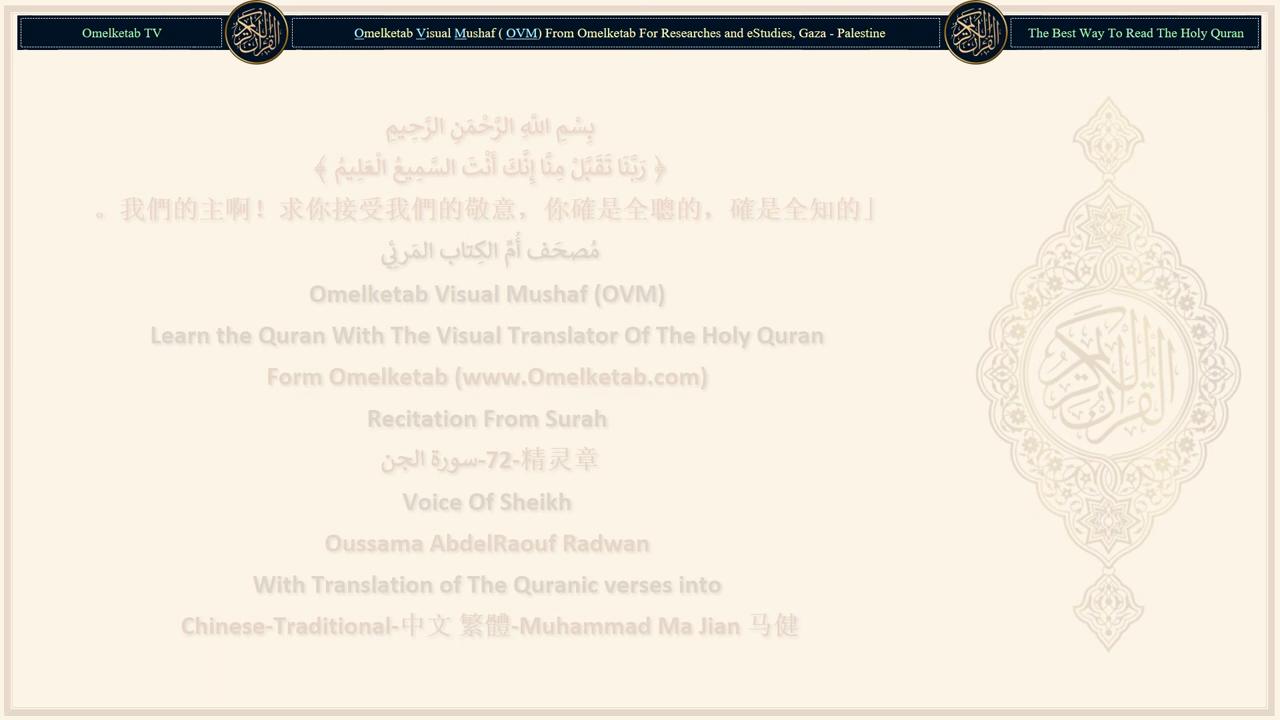 Omelketab TV
Omelketab Visual Mushaf ( OVM) From Omelketab For Researches and eStudies, Gaza - Palestine
The Best Way To Read The Holy Quran
بِسْمِ اللَّهِ الرَّحْمَنِ الرَّحِيمِ
﴿ رَبَّنَا تَقَبَّلْ مِنَّا إِنَّكَ أَنْتَ السَّمِيعُ الْعَلِيمُ ﴾
。我們的主啊！求你接受我們的敬意，你確是全聰的，確是全知的」
مُصحَف أُمِّ الكِتاب المَرئِي
Omelketab Visual Mushaf (OVM)
Learn the Quran With The Visual Translator Of The Holy Quran
Form Omelketab (www.Omelketab.com)
Recitation From Surah
سورة الجن-72-精灵章
Voice Of Sheikh
Oussama AbdelRaouf Radwan
With Translation of The Quranic verses into
Chinese-Traditional-中文 繁體-Muhammad Ma Jian 马健